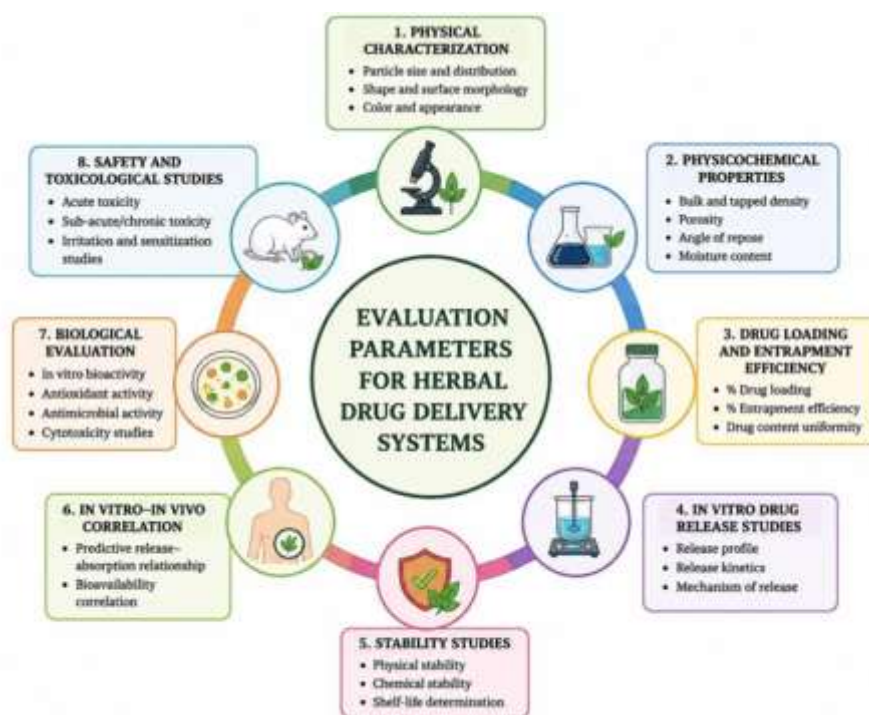 1. PHYSICAL
CHARACTERIZATION
• Particle size and distribution
• Shape and surface morphology
• Color and appearance
2. PHYSICOCHEMICAL
PROPERTIES
• Bulk and tapped density
• Porosity
• Angle of repose
• Moisture content
3. DRUG LOADING
AND ENTRAPMENT
EFFICIENCY
• % Drug loading
• % Entrapment efficiency
• Drug content uniformity
4. IN VITRO DRUG
RELEASE STUDIES
• Release profile
• Release kinetics
• Mechanism of release
5. STABILITY STUDIES
• Physical stability
• Chemical stability
• Shelf-life determination
6. IN VITRO–IN VIVO
CORRELATION
• Predictive release–
absorption relationship
• Bioavailability
correlation
7. BIOLOGICAL
EVALUATION
• In vitro bioactivity
• Antioxidant activity
• Antimicrobial activity
• Cytotoxicity studies
8. SAFETY AND
TOXICOLOGICAL STUDIES
• Acute toxicity
• Sub-acute/chronic toxicity
• Irritation and sensitization
studies
EVALUATION
PARAMETERS
FOR HERBAL
DRUG DELIVERY
SYSTEMS